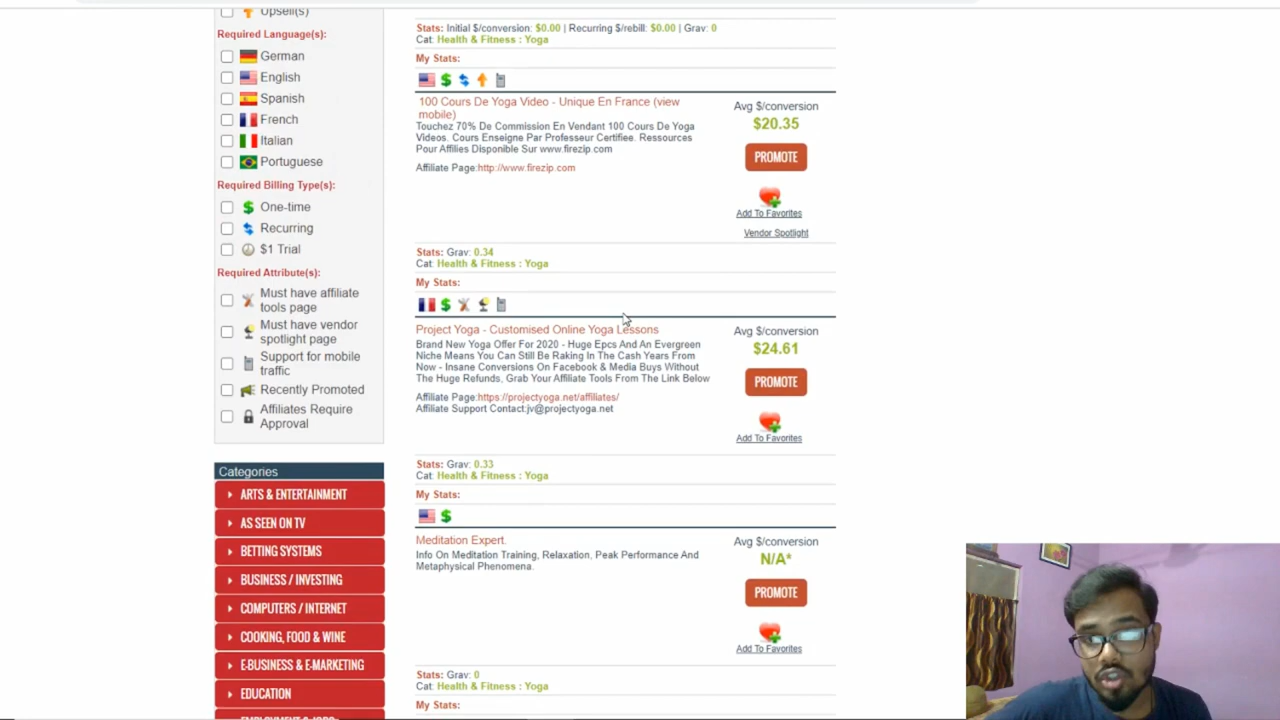 Upsell(s)
Required Language(s):
German
English
Spanish
French
Italian
Portuguese
Required Billing Type(s):
One-time
Recurring
$1 Trial
Required Attribute(s):
Must have affiliate
tools page
Must have vendor
spotlight page
Support for mobile
traffic
Recently Promoted
Affiliates Require
Approval
Categories
ARTS & ENTERTAINMENT
AS SEEN ON TV
BETTING SYSTEMS
BUSINESS / INVESTING
COMPUTERS / INTERNET
COOKING, FOOD & WINE
E-BUSINESS & E-MARKETING
EDUCATION
EMPLOYMENT & JOBS
Stats: Initial $/conversion: $0.00 | Recurring $/rebill: $0.00 | Grav: 0
Cat: Health & Fitness : Yoga
My Stats:
100 Cours De Yoga Video - Unique En France (view
mobile)
Touchez 70% De Commission En Vendant 100 Cours De Yoga
Videos. Cours Enseigne Par Professeur Certifiee. Ressources
Pour Affilies Disponible Sur www.firezip.com
Affiliate Page:http://www.firezip.com
Avg $/conversion
$20.35
PROMOTE
Add To Favorites
Vendor Spotlight
Stats: Grav: 0.34
Cat: Health & Fitness : Yoga
My Stats:
Project Yoga - Customised Online Yoga Lessons
Brand New Yoga Offer For 2020 - Huge Epcs And An Evergreen
Niche Means You Can Still Be Raking In The Cash Years From
Now - Insane Conversions On Facebook & Media Buys Without
The Huge Refunds, Grab Your Affiliate Tools From The Link Below
Affiliate Page:https://projectyoga.net/affiliates/
Affiliate Support Contact:jv@projectyoga.net
Avg $/conversion
$24.61
PROMOTE
Add To Favorites
Stats: Grav: 0.33
Cat: Health & Fitness : Yoga
My Stats:
Meditation Expert.
Info On Meditation Training, Relaxation, Peak Performance And
Metaphysical Phenomena.
Avg $/conversion
N/A*
PROMOTE
Add To Favorites
Stats: Grav: 0
Cat: Health & Fitness : Yoga
My Stats: